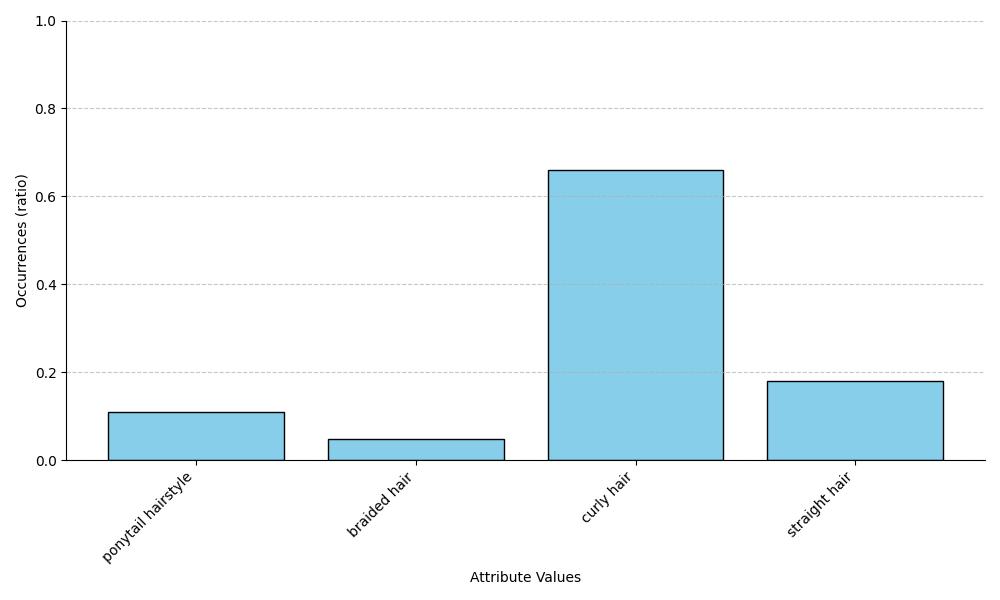 1.0
0.8
0.6
0.4
0.2
0.0
Occurrences (ratio)
ponytail hairstyle
braided hair
curly hair
straight hair
Attribute Values